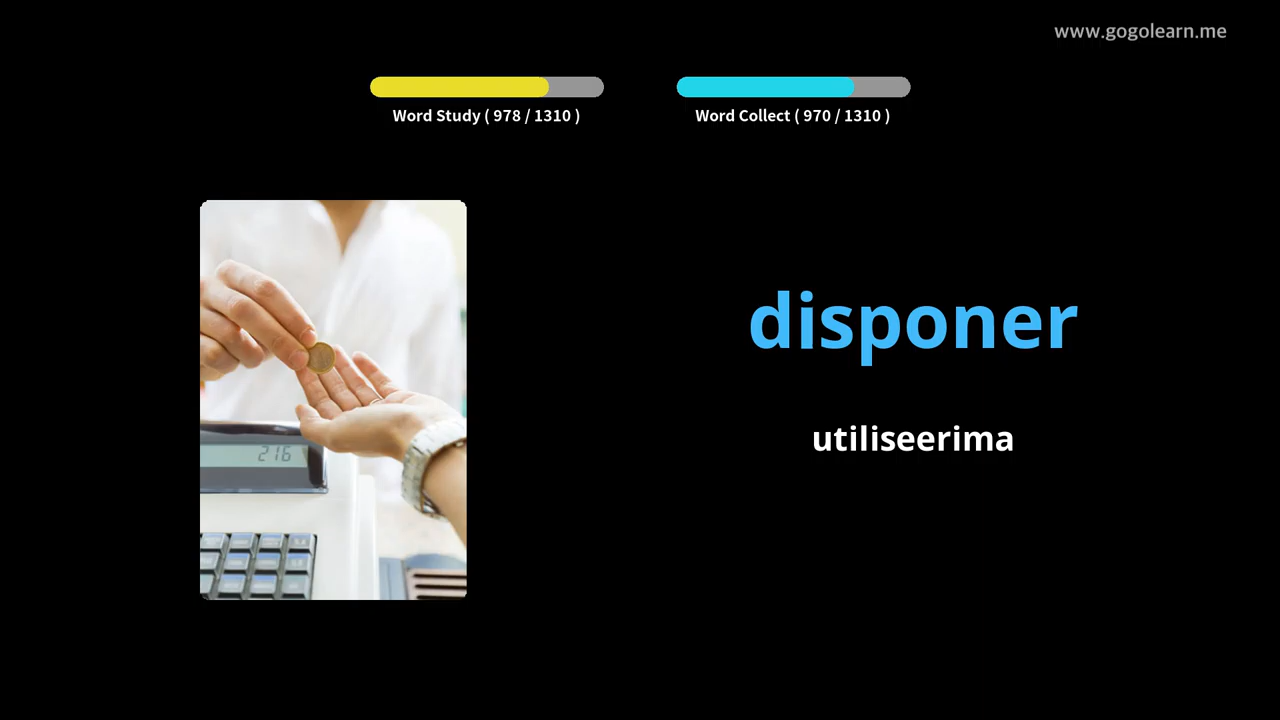 www.gogolearn.me
Word Study ( 978 / 1310 )
Word Collect ( 970 / 1310 )
disponer
utiliseerima
216